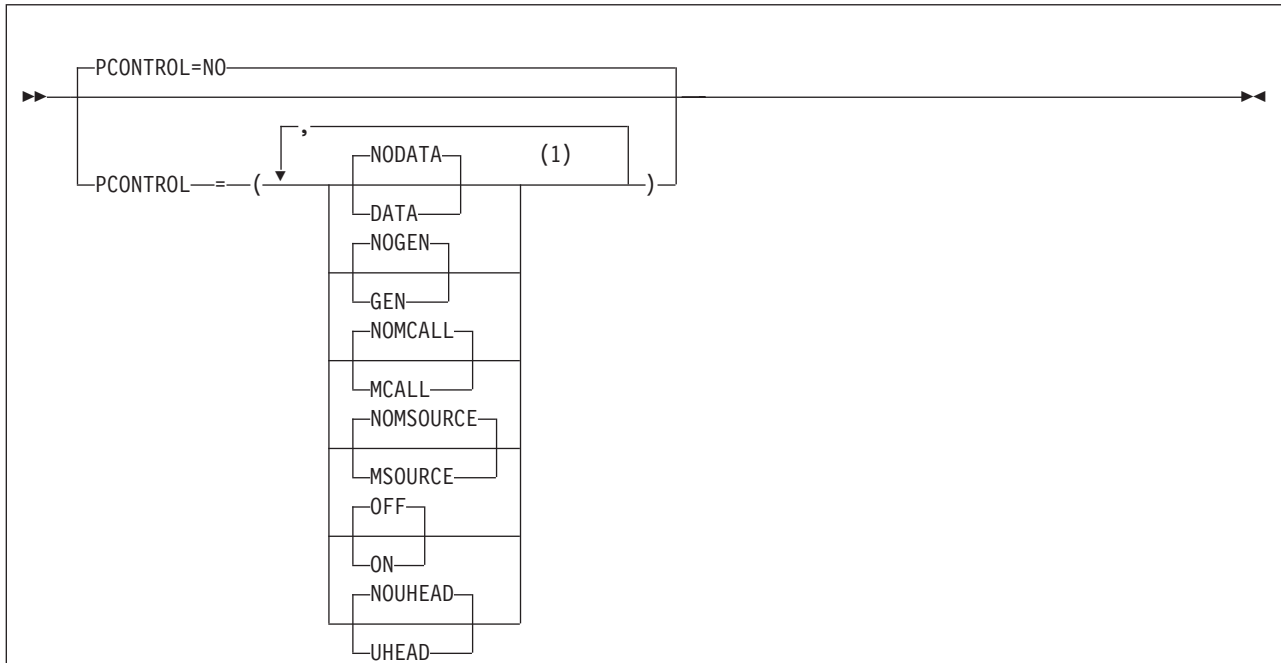 PCONTROL=NO
,
NODATA (1)
PCONTROL = ( )
DATA
NOGEN
GEN
NOMCALL
MCALL
NOMSOURCE
MSOURCE
OFF
ON
NOUHEAD
UHEAD